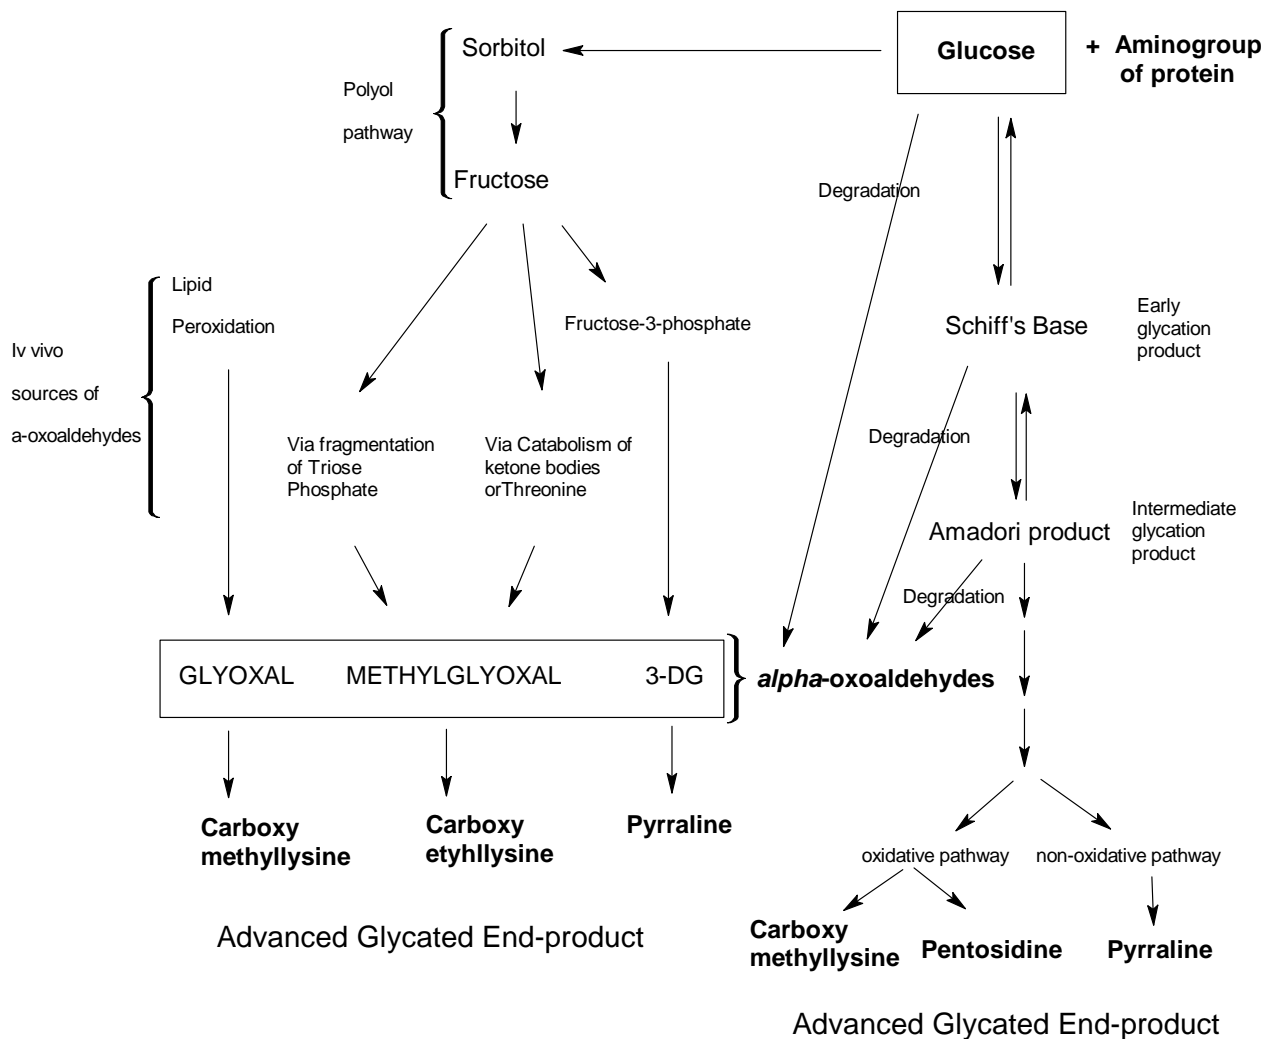 Sorbitol
Glucose
+ Aminogroup
of protein
Polyol
pathway
Fructose
Degradation
Lipid
Peroxidation
Fructose-3-phosphate
Schiff's Base
Early
glycation
product
Iv vivo
sources of
a-oxoaldehydes
Via fragmentation
of Triose
Phosphate
Via Catabolism of
ketone bodies
orThreonine
Degradation
Amadori product
Intermediate
glycation
product
Degradation
GLYOXAL
METHYLGLYOXAL
3-DG
alpha-oxoaldehydes
Carboxy
methyllysine
Carboxy
etyhllysine
Pyrraline
oxidative pathway
non-oxidative pathway
Carboxy
methyllysine
Pentosidine
Pyrraline
Advanced Glycated End-product
Advanced Glycated End-product